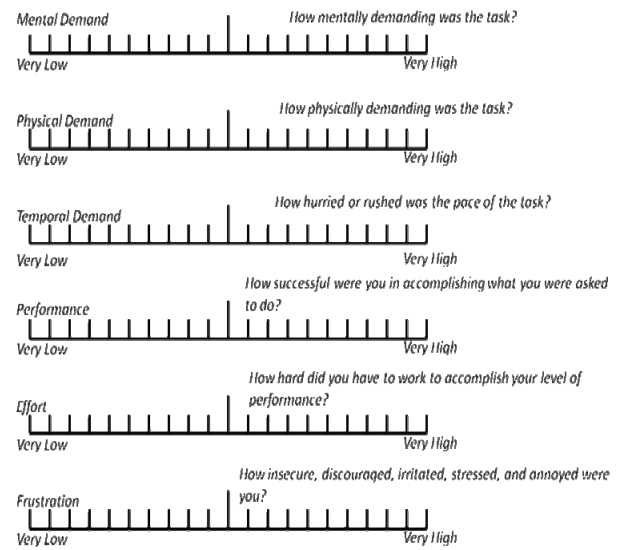 Mental Demand
How mentally demanding was the task?
Very Low
Very High
Physical Demand
How physically demanding was the task?
Very Low
Very High
Temporal Demand
How hurried or rushed was the pace of the task?
Very Low
Very High
Performance
How successful were you in accomplishing what you were asked
to do?
Very Low
Very High
Effort
How hard did you have to work to accomplish your level of
performance?
Very Low
Very High
Frustration
How insecure, discouraged, irritated, stressed, and annoyed were
you?
Very Low
Very High